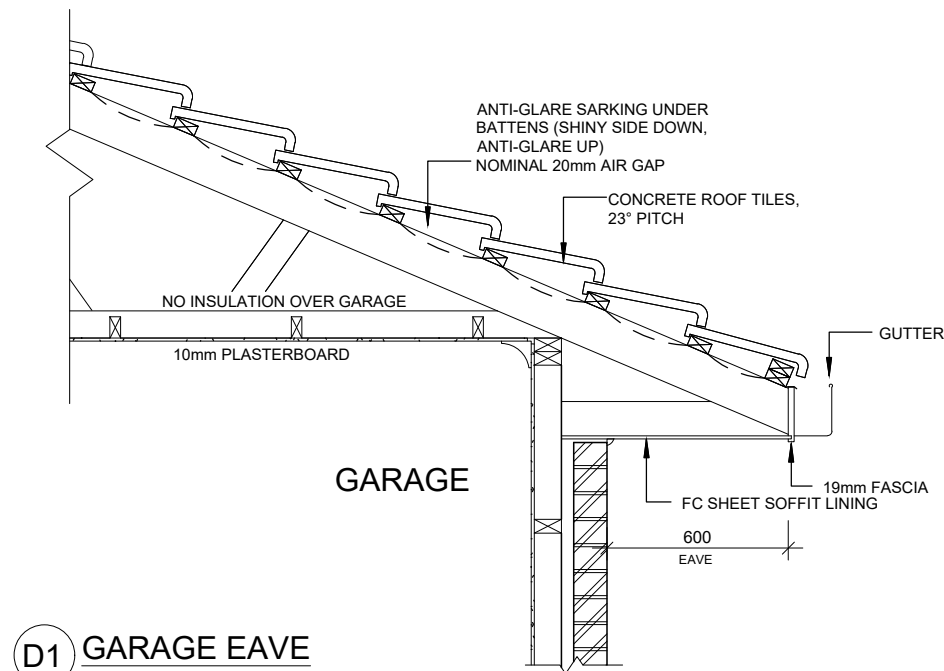 ANTI-GLARE SARKING UNDER
BATTENS (SHINY SIDE DOWN,
ANTI-GLARE UP)
NOMINAL 20mm AIR GAP
CONCRETE ROOF TILES,
23° PITCH
NO INSULATION OVER GARAGE
GUTTER
10mm PLASTERBOARD
GARAGE
19mm FASCIA
FC SHEET SOFFIT LINING
600
EAVE
D1 GARAGE EAVE